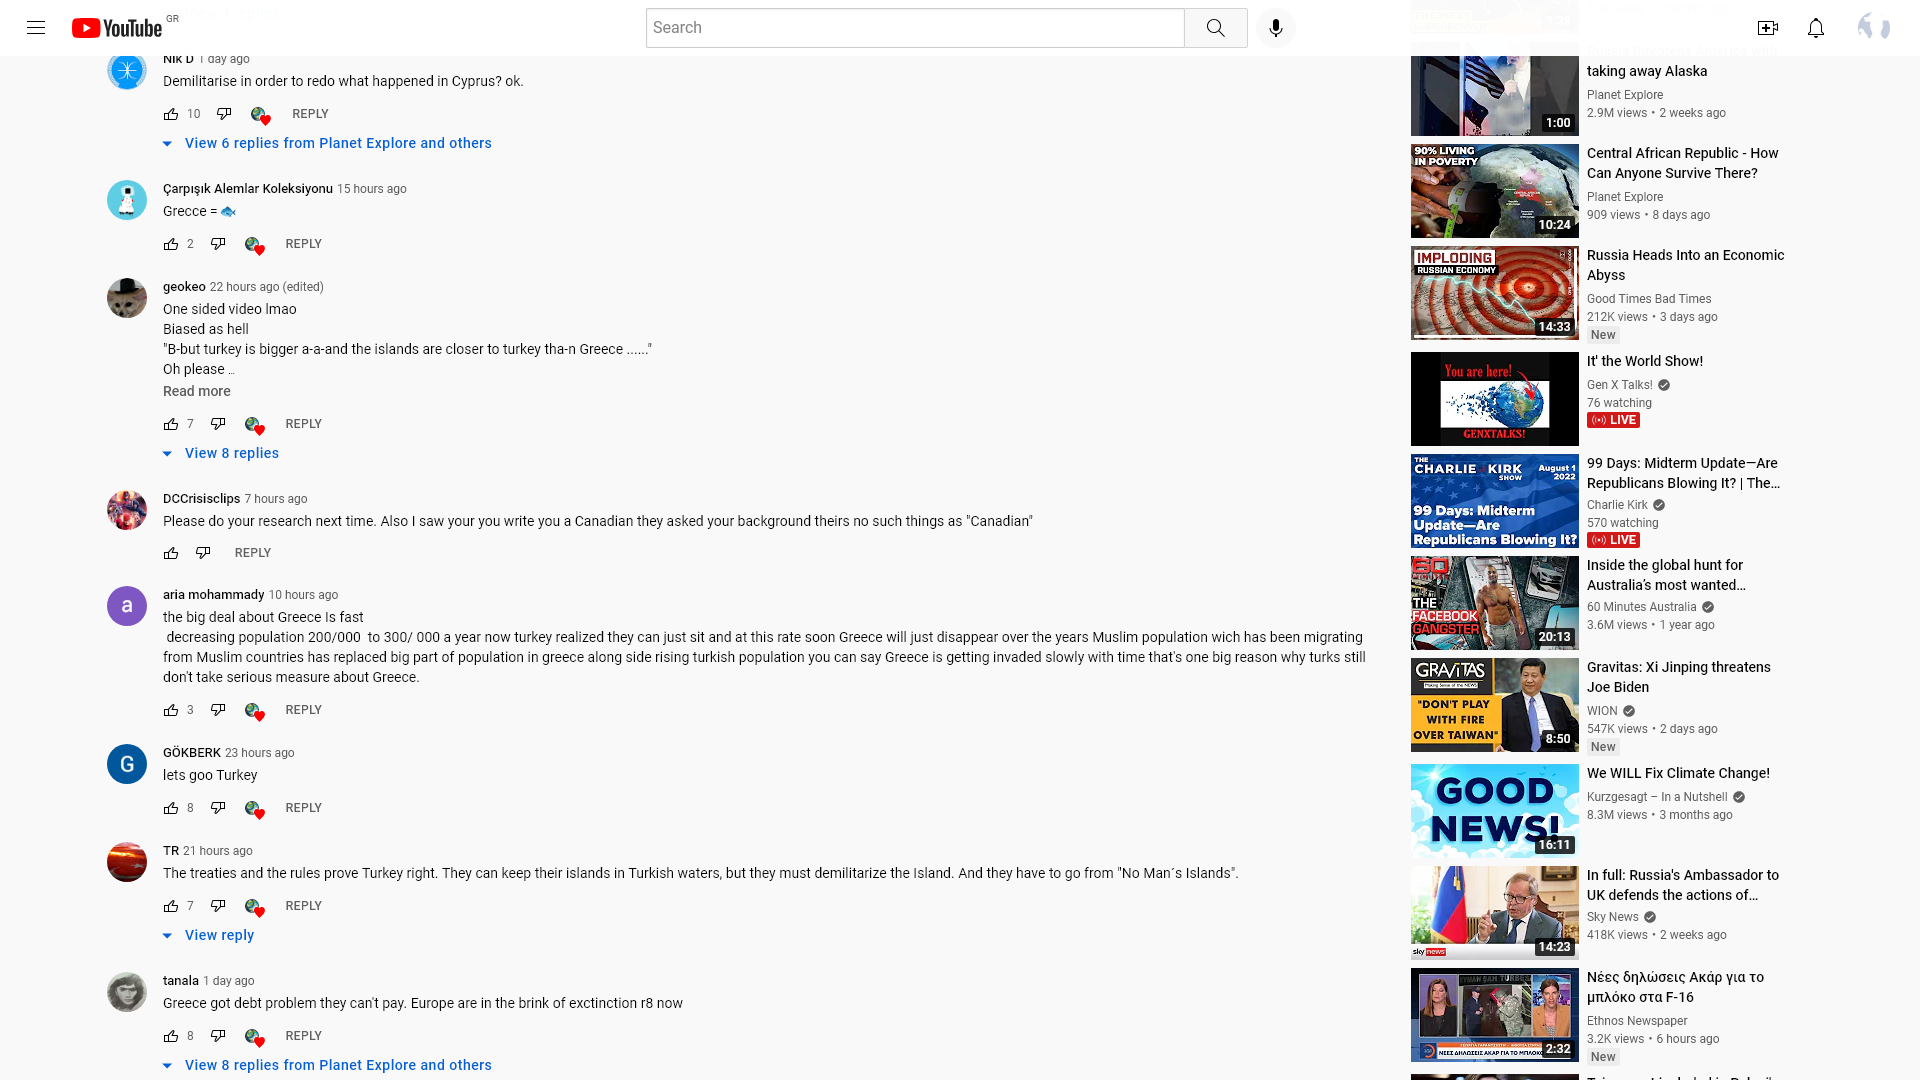 YouTube
GR
Search
Nik D 1 day ago
Demilitarise in order to redo what happened in Cyprus? ok.
10 REPLY
View 6 replies from Planet Explore and others
Çarpışık Alemlar Koleksiyonu 15 hours ago
Grecce = 🐟
2 REPLY
geokeo 22 hours ago (edited)
One sided video lmao
Biased as hell
"B-but turkey is bigger a-a-and the islands are closer to turkey tha-n Greece ......"
Oh please ...
Read more
7 REPLY
View 8 replies
DCCrisisclips 7 hours ago
Please do your research next time. Also I saw your you write you a Canadian they asked your background theirs no such things as "Canadian"
REPLY
a
aria mohammady 10 hours ago
the big deal about Greece Is fast
decreasing population 200/000 to 300/ 000 a year now turkey realized they can just sit and at this rate soon Greece will just disappear over the years Muslim population wich has been migrating
from Muslim countries has replaced big part of population in greece along side rising turkish population you can say Greece is getting invaded slowly with time that's one big reason why turks still
don't take serious measure about Greece.
3 REPLY
G
GÖKBERK 23 hours ago
lets goo Turkey
8 REPLY
TR 21 hours ago
The treaties and the rules prove Turkey right. They can keep their islands in Turkish waters, but they must demilitarize the Island. And they have to go from "No Man´s Islands".
7 REPLY
View reply
tanala 1 day ago
Greece got debt problem they can't pay. Europe are in the brink of exctinction r8 now
8 REPLY
View 8 replies from Planet Explore and others
taking away Alaska
Planet Explore
2.9M views • 2 weeks ago
1:00
90% LIVING
IN POVERTY
10:24
Central African Republic - How
Can Anyone Survive There?
Planet Explore
909 views • 8 days ago
IMPLODING
RUSSIAN ECONOMY
14:33
Russia Heads Into an Economic
Abyss
Good Times Bad Times
212K views • 3 days ago
New
You are here!
GENXTALKS!
It' the World Show!
Gen X Talks!
76 watching
LIVE
THE
CHARLIE KIRK
SHOW
August 1
2022
99 Days: Midterm
Update—Are
Republicans Blowing It?
99 Days: Midterm Update—Are
Republicans Blowing It? | The...
Charlie Kirk
570 watching
LIVE
60
THE
FACEBOOK
GANGSTER
20:13
Inside the global hunt for
Australia's most wanted...
60 Minutes Australia
3.6M views • 1 year ago
GRAVITAS
Making Sense of the NEWS
"DON'T PLAY
WITH FIRE
OVER TAIWAN"
8:50
Gravitas: Xi Jinping threatens
Joe Biden
WION
547K views • 2 days ago
New
GOOD
NEWS!
16:11
We WILL Fix Climate Change!
Kurzgesagt – In a Nutshell
8.3M views • 3 months ago
sky news
14:23
In full: Russia's Ambassador to
UK defends the actions of...
Sky News
418K views • 2 weeks ago
ΝΕΕΣ ΔΗΛΩΣΕΙΣ ΑΚΑΡ ΓΙΑ ΤΟ ΜΠΛΟΚΟ
2:32
Νέες δηλώσεις Ακάρ για το
μπλόκο στα F-16
Ethnos Newspaper
3.2K views • 6 hours ago
New